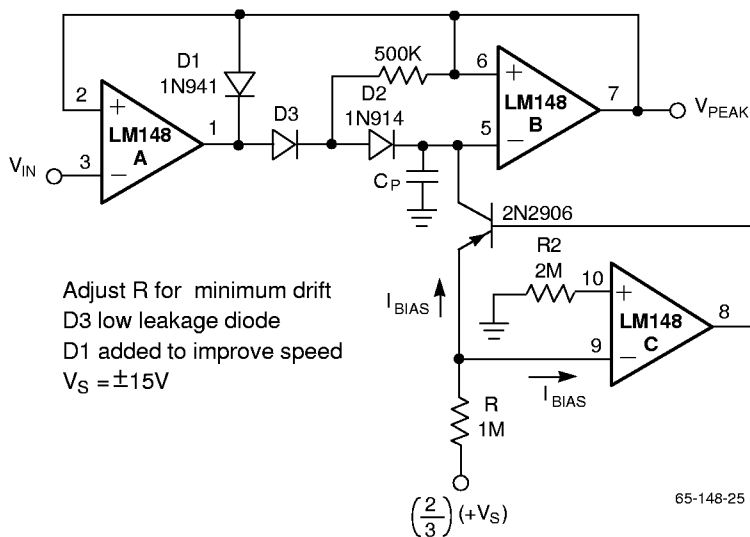 D1
1N941
500K
D2
1N914
D3
2
+
LM148
A
3
−
1
V_IN
6
+
LM148
B
5
−
7
V_PEAK
C_P
2N2906
R2
2M
10
+
LM148
C
9
−
8
I_BIAS
I_BIAS
R
1M
(2/3) (+V_S)
Adjust R for minimum drift
D3 low leakage diode
D1 added to improve speed
V_S = ±15V
65-148-25